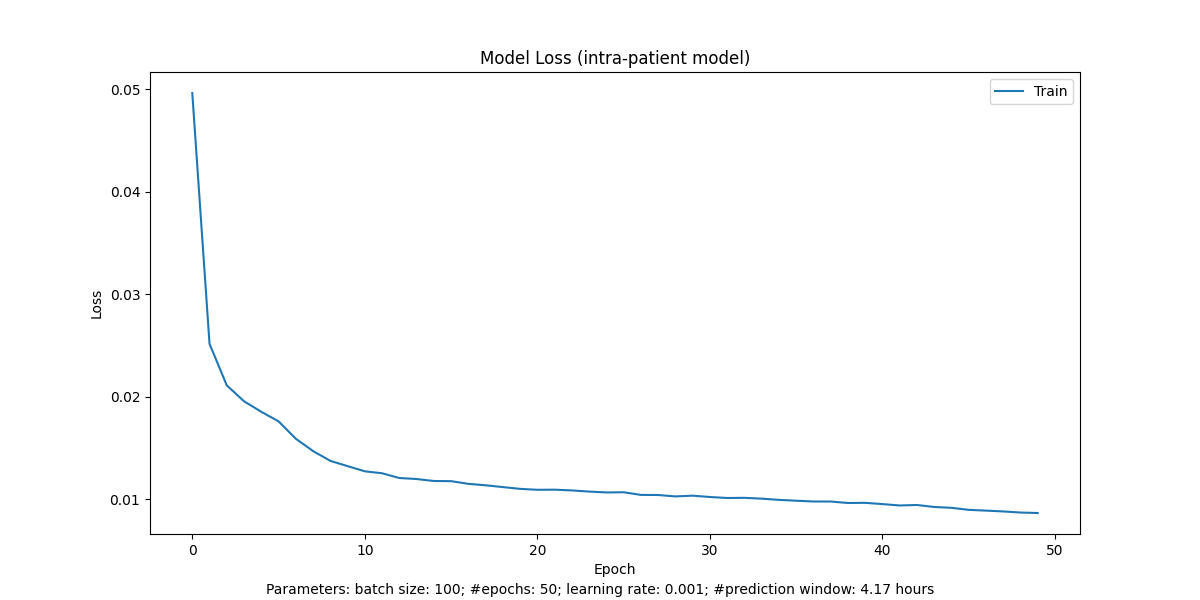 Model Loss (intra-patient model)
Train
0.05
0.04
0.03
0.02
0.01
Loss
0 10 20 30 40 50
Epoch
Parameters: batch size: 100; #epochs: 50; learning rate: 0.001; #prediction window: 4.17 hours